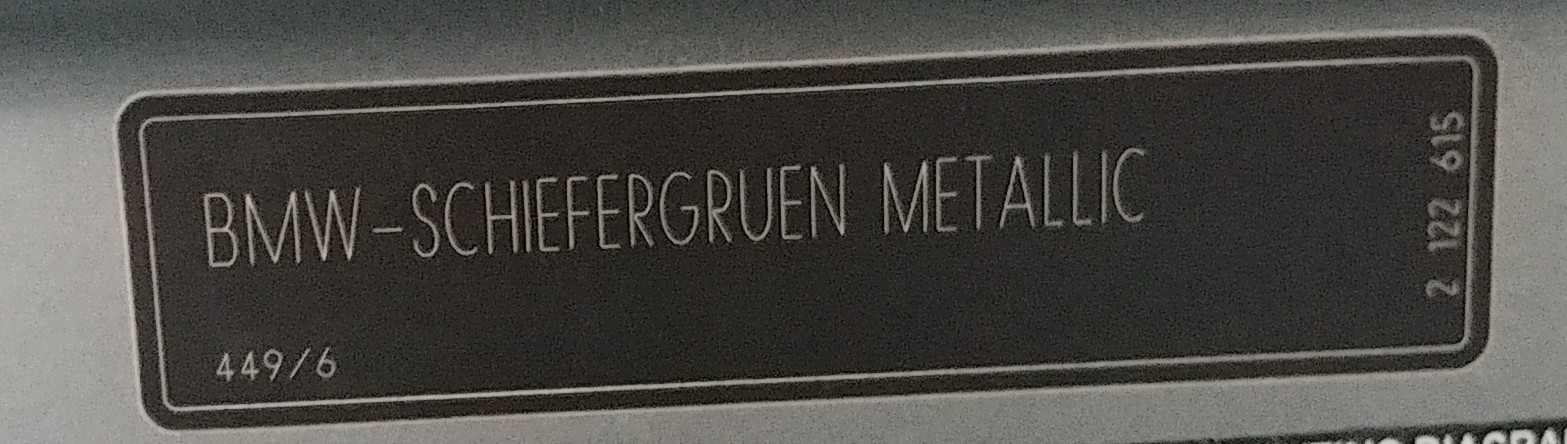 BMW-SCHIEFERGRUEN METALLIC
449/6
2 122 615